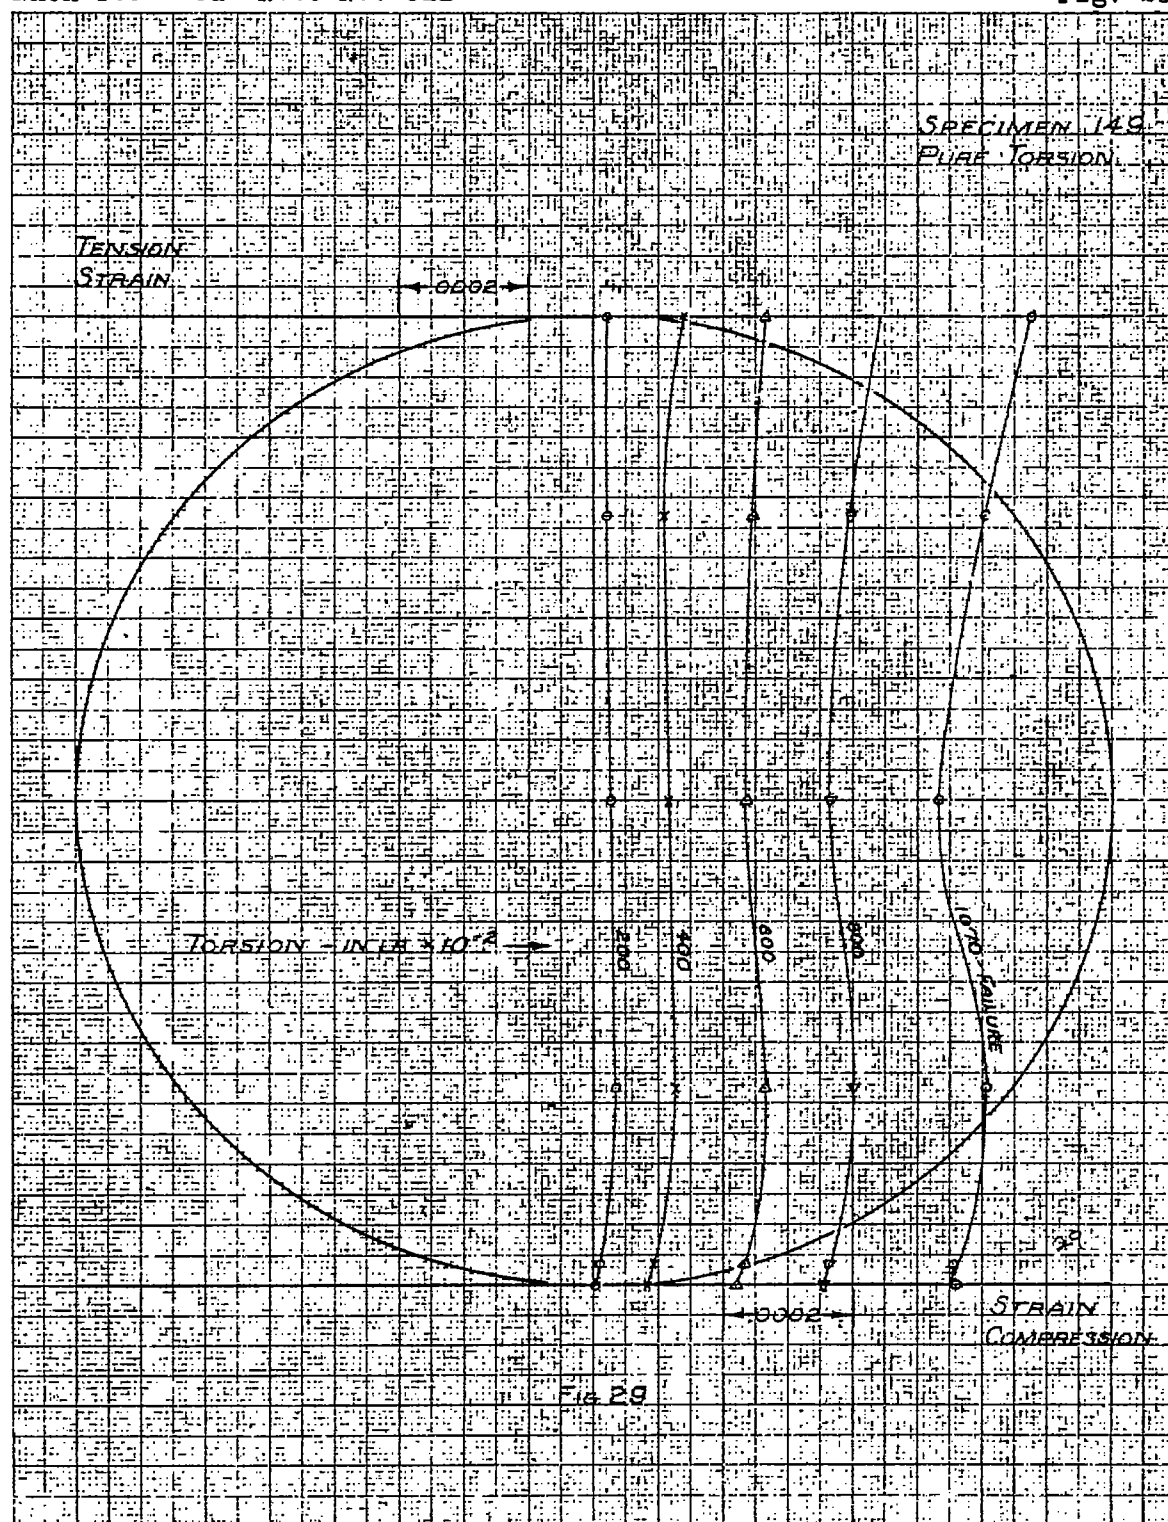 Fig.
SPECIMEN 149
PURE TORSION
TENSION
STRAIN
.0002
TORSION - IN LB × 10⁻²
200
400
600
800
1070 - FAILURE
STRAIN
COMPRESSION
.0002
FIG 29